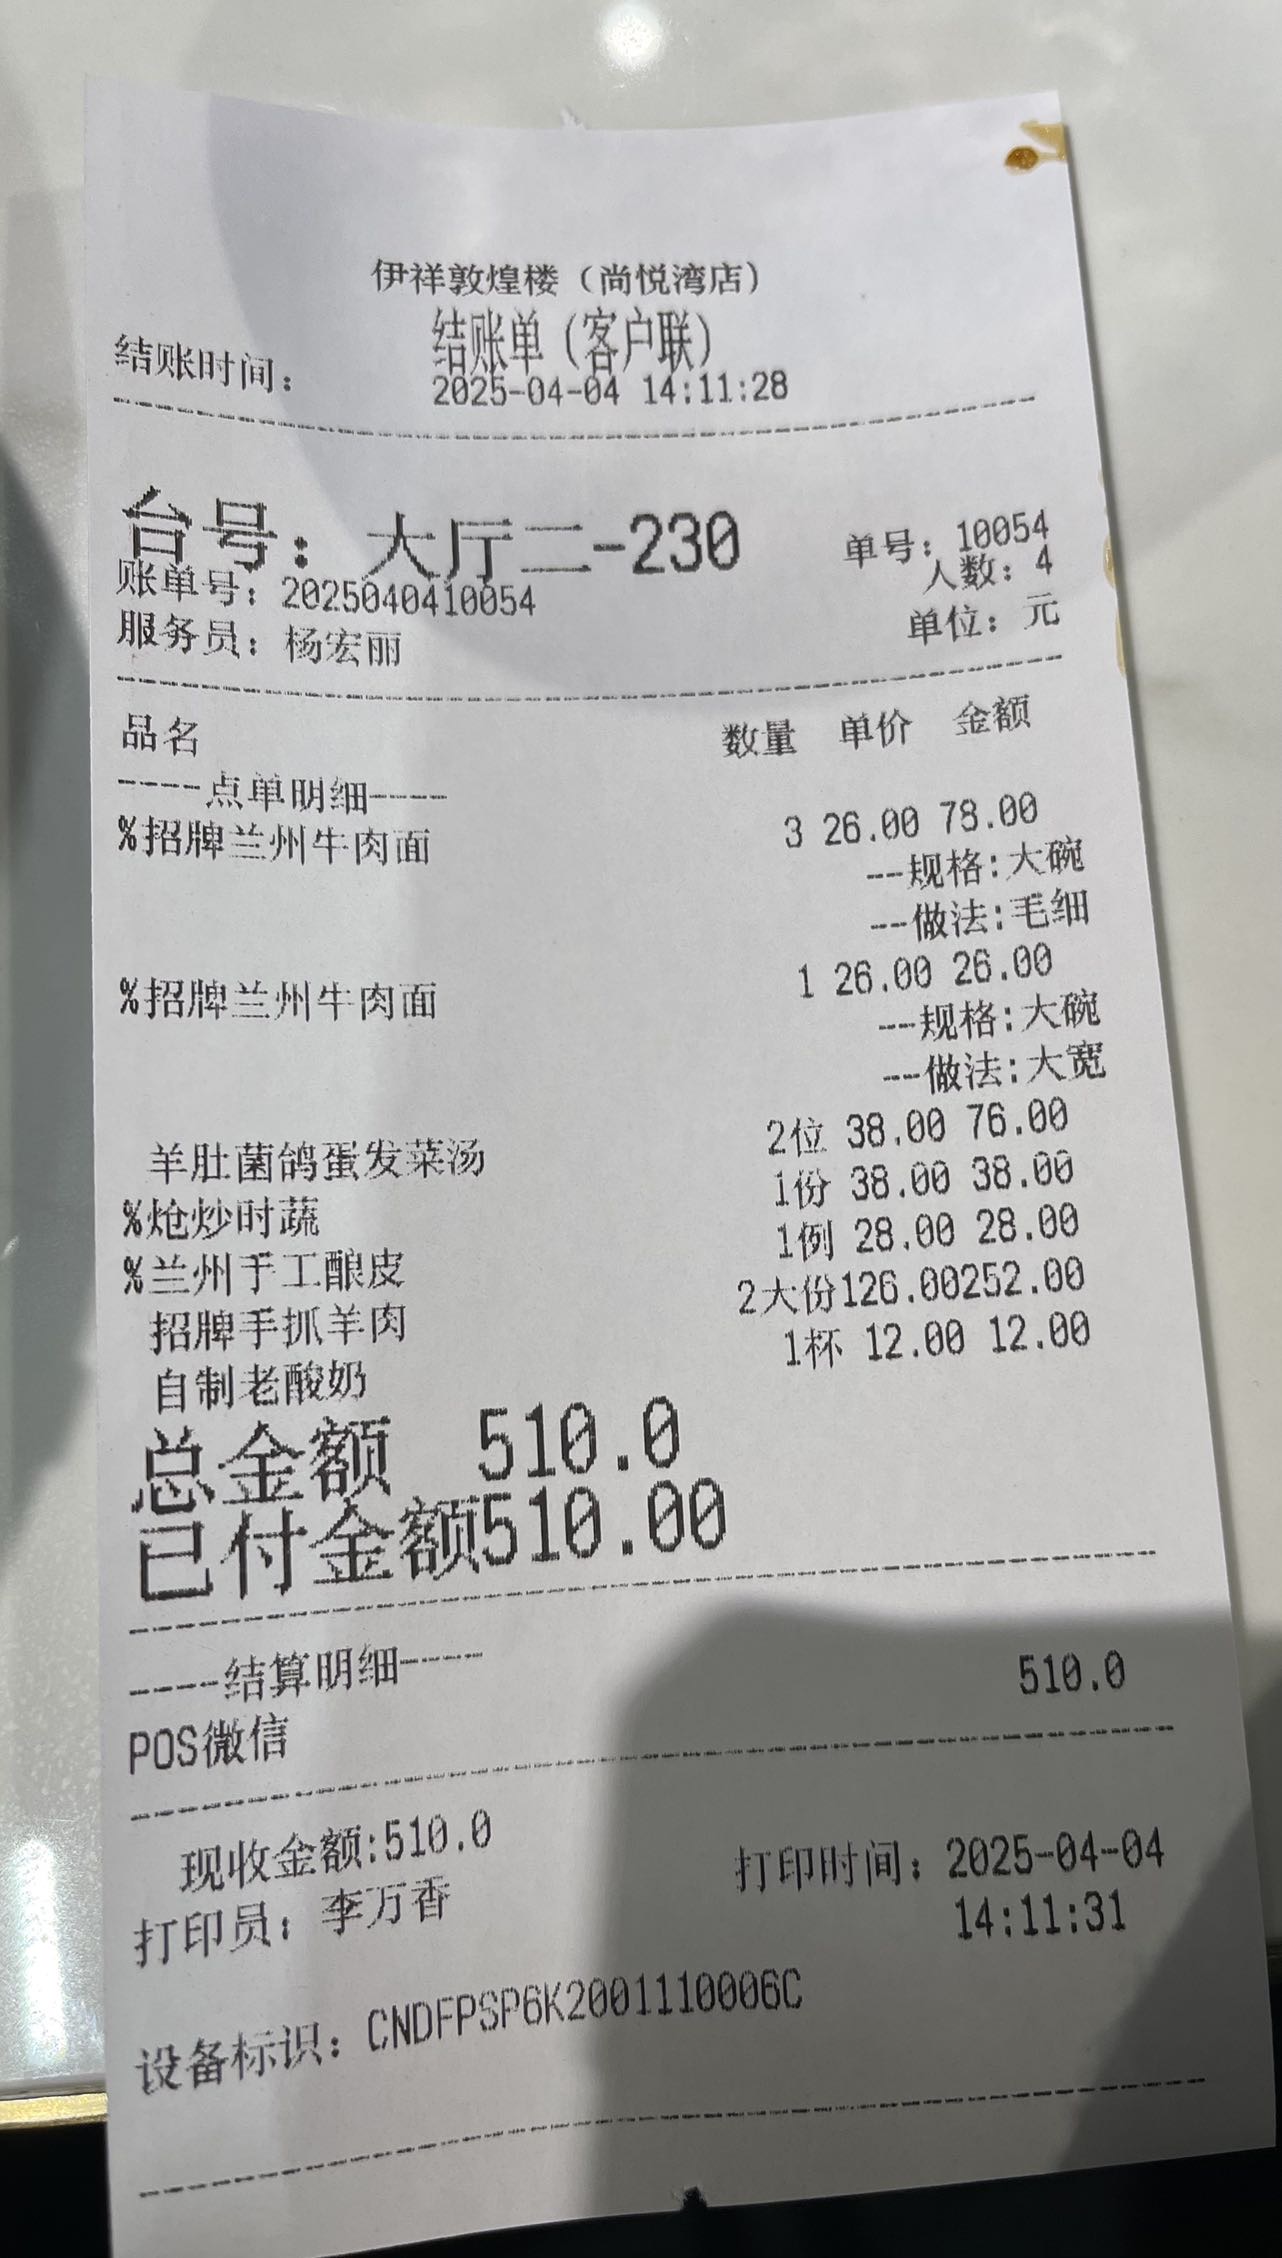 伊祥敦煌楼（尚悦湾店）
结账单（客户联）
结账时间： 2025-04-04 14:11:28
台号：大厅二-230 单号：10054
账单号：2025040410054 人数：4
服务员：杨宏丽 单位：元
品名 数量 单价 金额
----点单明细----
%招牌兰州牛肉面 3 26.00 78.00
--规格:大碗
--做法:毛细
%招牌兰州牛肉面 1 26.00 26.00
--规格:大碗
--做法:大宽
羊肚菌鸽蛋发菜汤 2位 38.00 76.00
%炝炒时蔬 1份 38.00 38.00
%兰州手工酿皮 1例 28.00 28.00
招牌手抓羊肉 2大份126.00252.00
自制老酸奶 1杯 12.00 12.00
总金额 510.0
已付金额510.00
----结算明细----
POS微信 510.0
现收金额:510.0
打印员：李万香 打印时间：2025-04-04
14:11:31
设备标识：CNDFPSP6K2001110006C